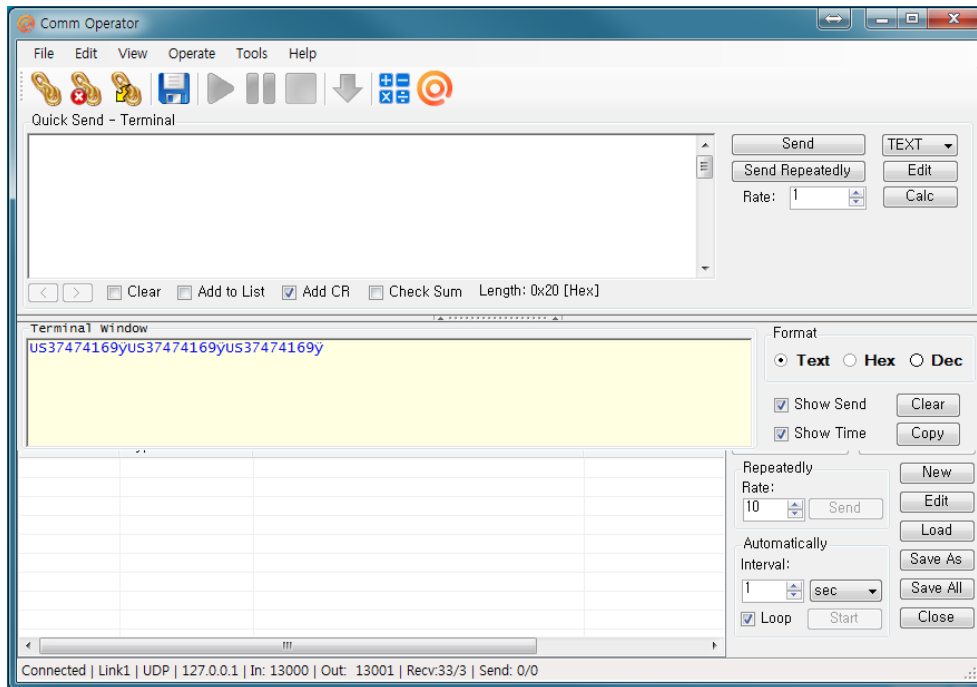 Comm Operator
File Edit View Operate Tools Help
Quick Send - Terminal
Send TEXT
Send Repeatedly Edit
Rate: 1 Calc
< > Clear Add to List Add CR Check Sum Length: 0x20 [Hex]
Terminal Window
US37474169ÿUS37474169ÿUS37474169ÿ
Format
Text Hex Dec
Show Send Clear
Show Time Copy
Repeatedly New
Rate:
10 Send Edit
Load
Automatically
Interval: Save As
1 sec Save All
Loop Start Close
Connected | Link1 | UDP | 127.0.0.1 | In: 13000 | Out: 13001 | Recv:33/3 | Send: 0/0